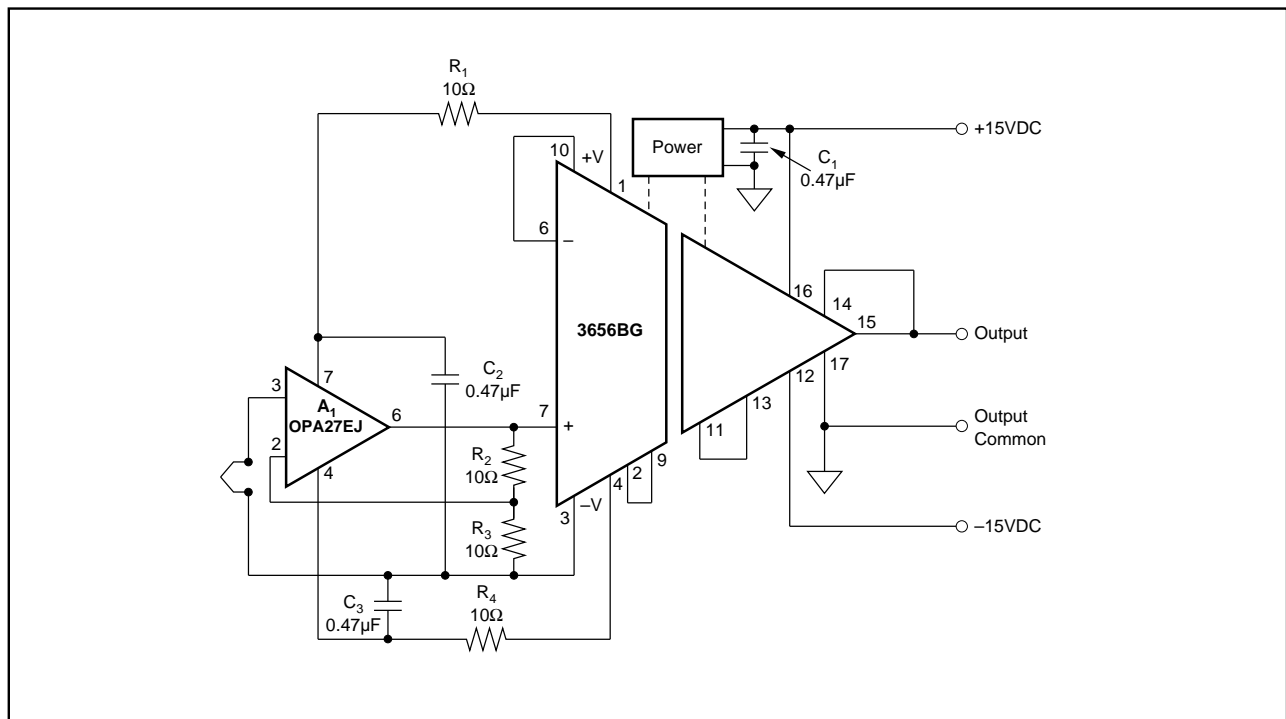 R1
10Ω
+15VDC
10
+V
Power
C1
0.47µF
1
6
–
16
14
3656BG
15
Output
7
C2
0.47µF
17
3
12
A1
OPA27EJ
6
7
+
13
Output
Common
11
2
R2
10Ω
9
4
2
4
–V
3
R3
10Ω
–15VDC
C3
0.47µF
R4
10Ω